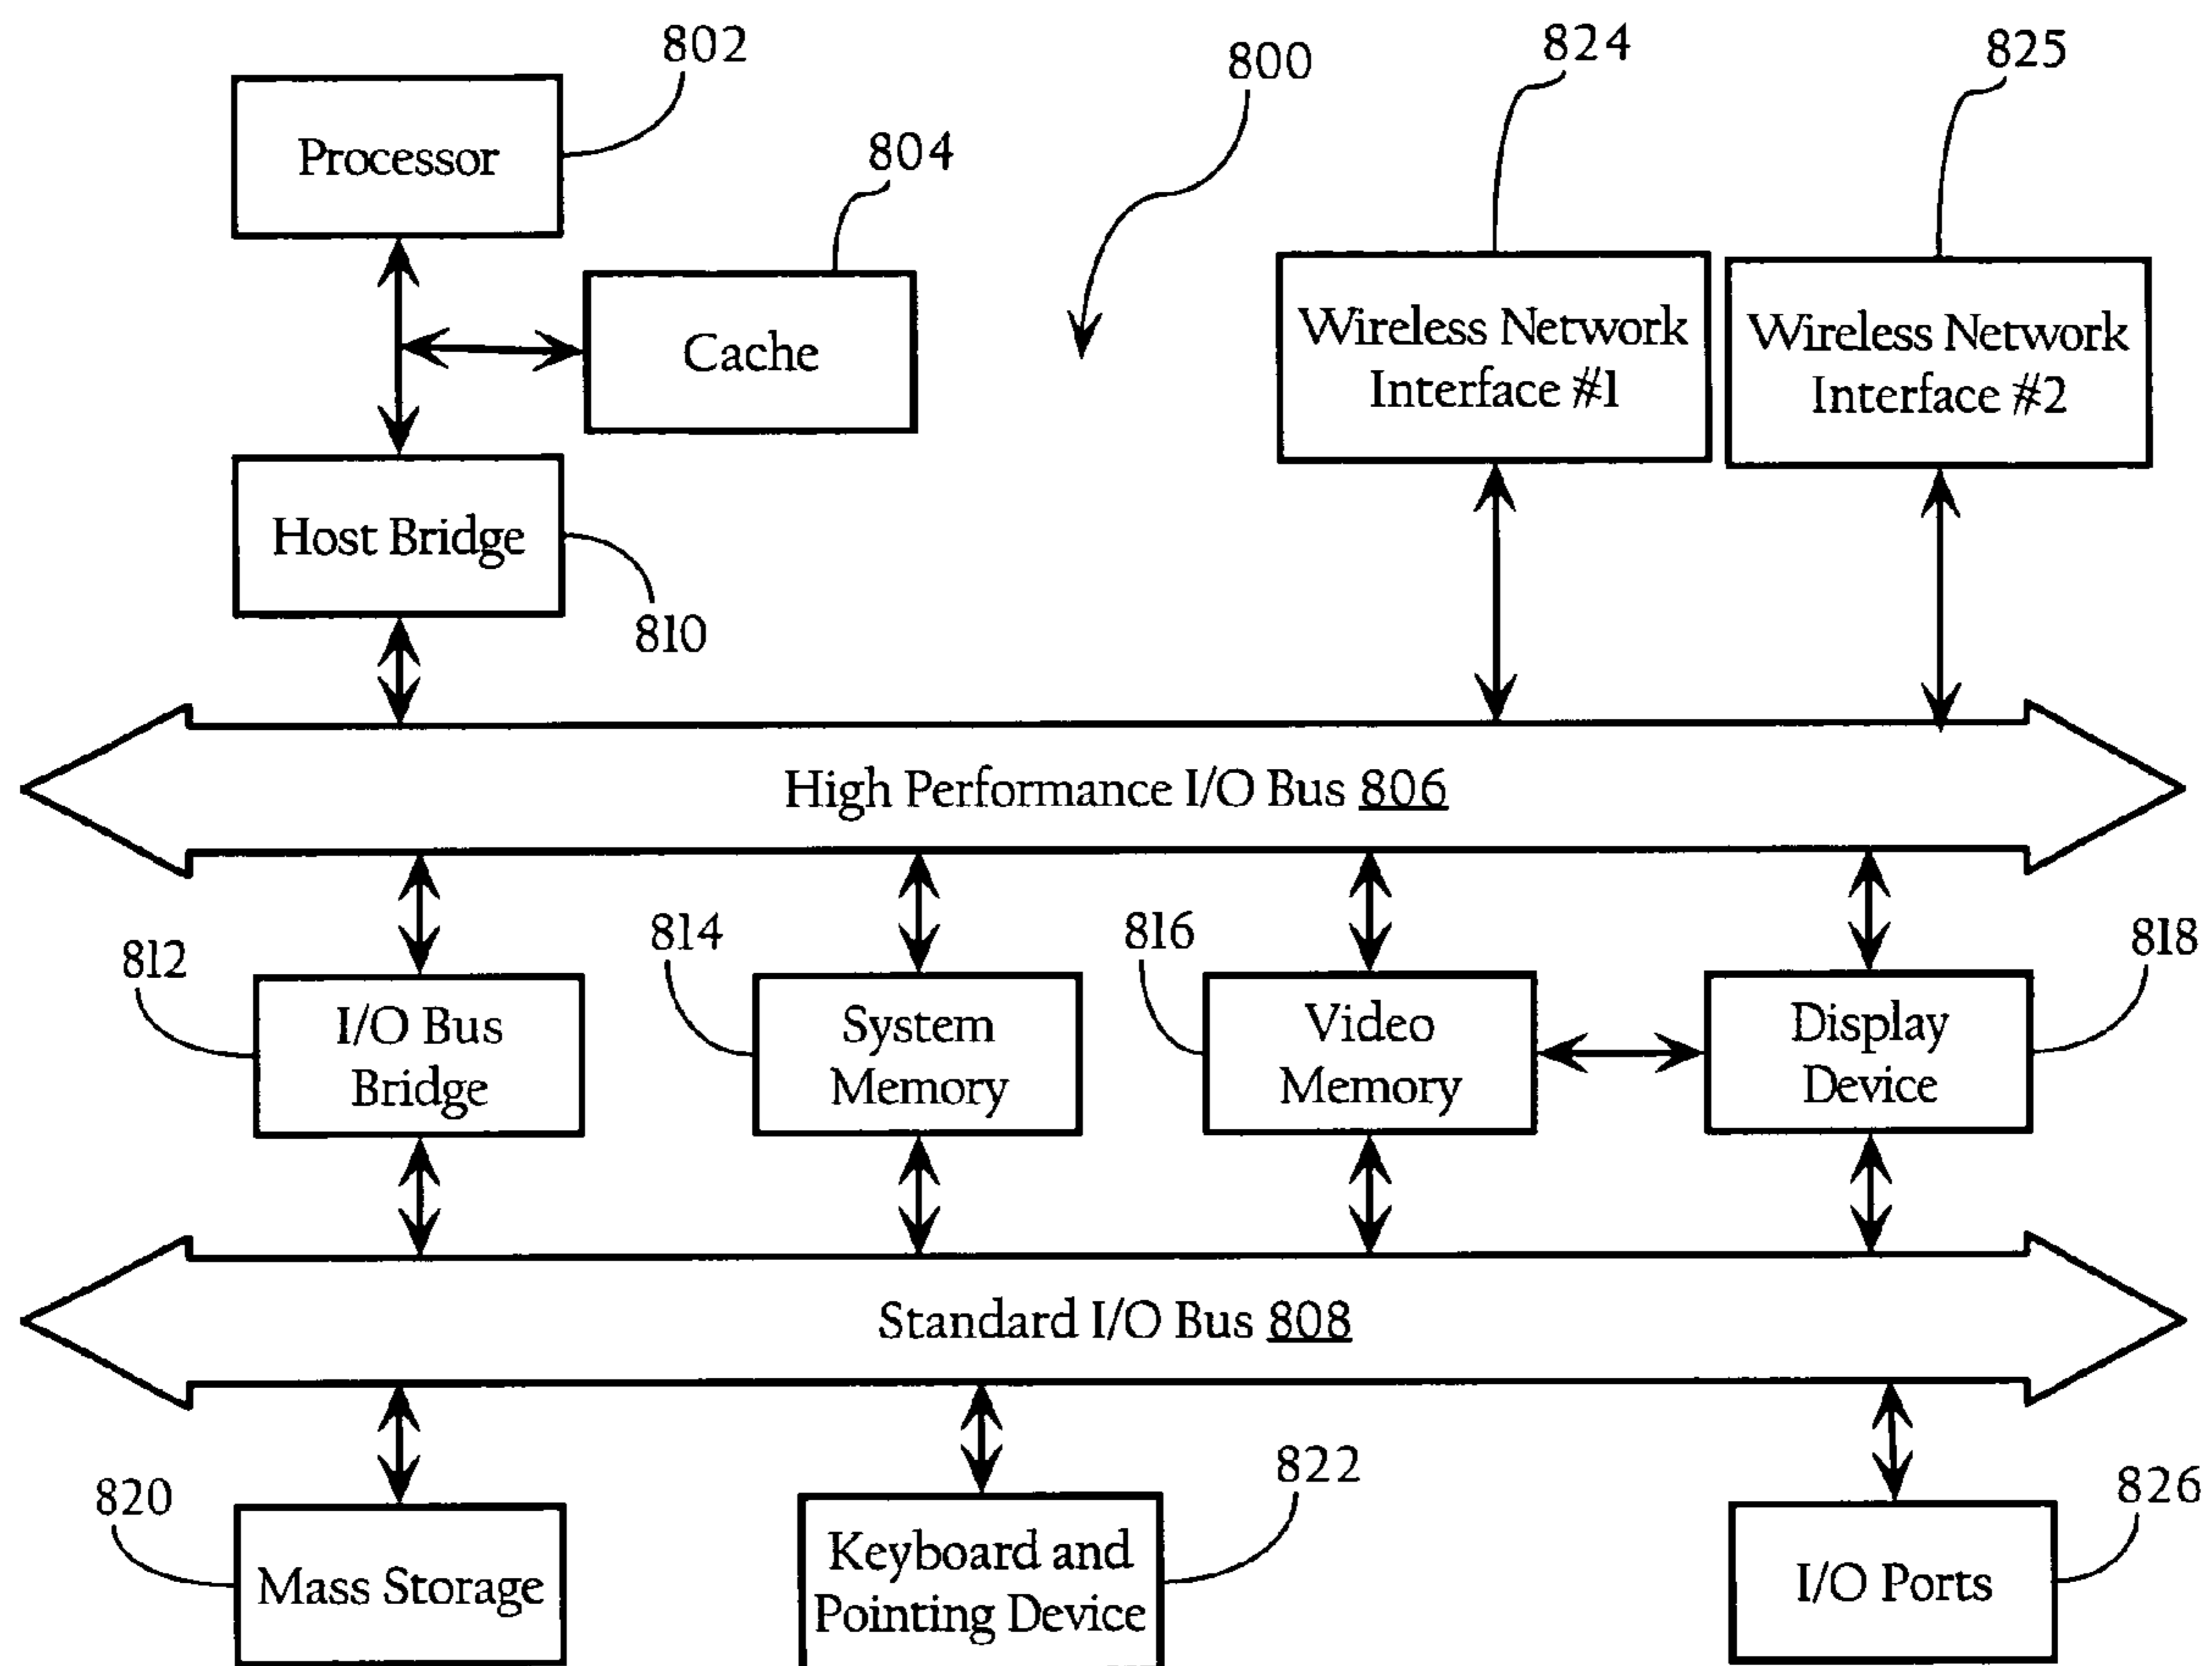 802
800
824
825
Processor
804
Cache
Wireless Network
Interface #1
Wireless Network
Interface #2
Host Bridge
810
High Performance I/O Bus 806
812
814
816
818
I/O Bus
Bridge
System
Memory
Video
Memory
Display
Device
Standard I/O Bus 808
820
822
826
Mass Storage
Keyboard and
Pointing Device
I/O Ports